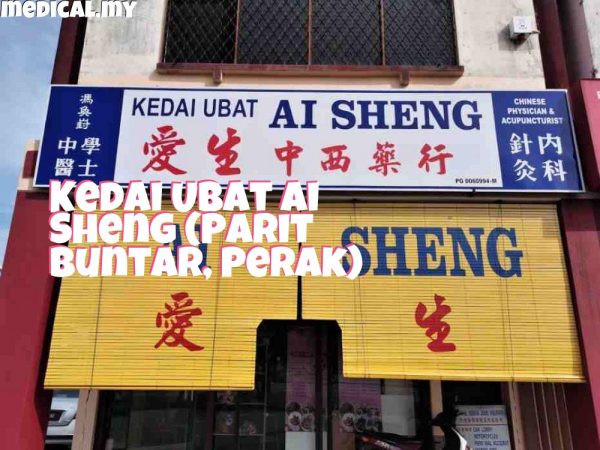 medical.my
馮奐尌
中醫學士
KEDAI UBAT AI SHENG
愛生中西藥行
CHINESE PHYSICIAN & ACUPUNCTURIST
針灸內科
PG 0060994-M
Kedai Ubat Ai
Sheng (Parit
Buntar, Perak)
SHENG
愛 生